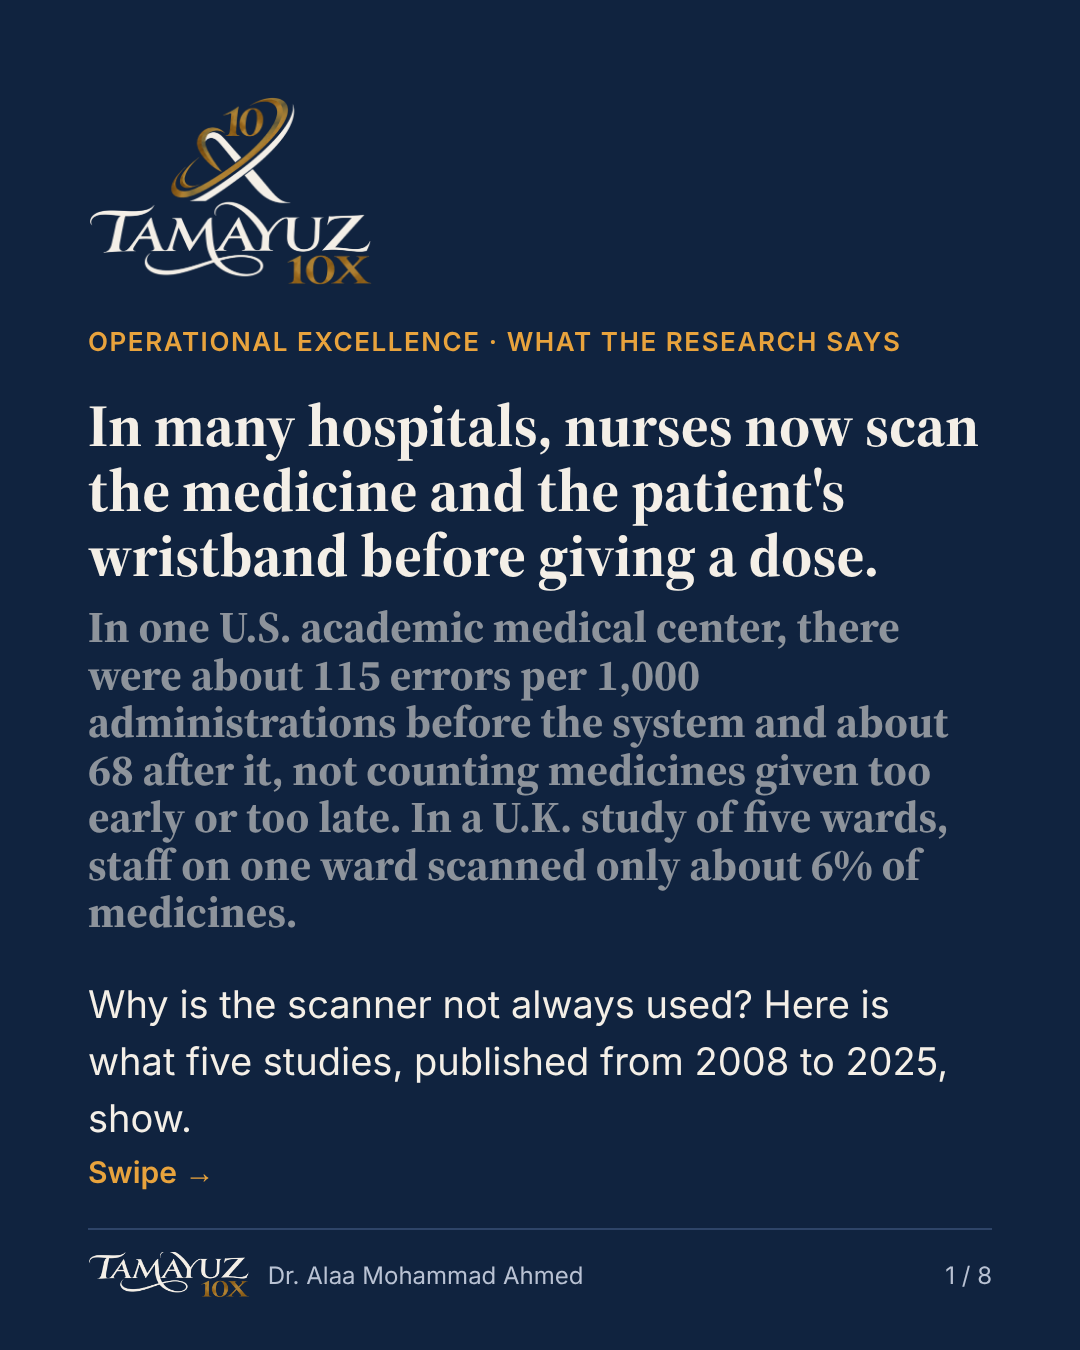 10
TAMAYUZ
10X
OPERATIONAL EXCELLENCE · WHAT THE RESEARCH SAYS
In many hospitals, nurses now scan
the medicine and the patient's
wristband before giving a dose.
In one U.S. academic medical center, there
were about 115 errors per 1,000
administrations before the system and about
68 after it, not counting medicines given too
early or too late. In a U.K. study of five wards,
staff on one ward scanned only about 6% of
medicines.
Why is the scanner not always used? Here is
what five studies, published from 2008 to 2025,
show.
Swipe →
TAMAYUZ
10X
Dr. Alaa Mohammad Ahmed
1 / 8